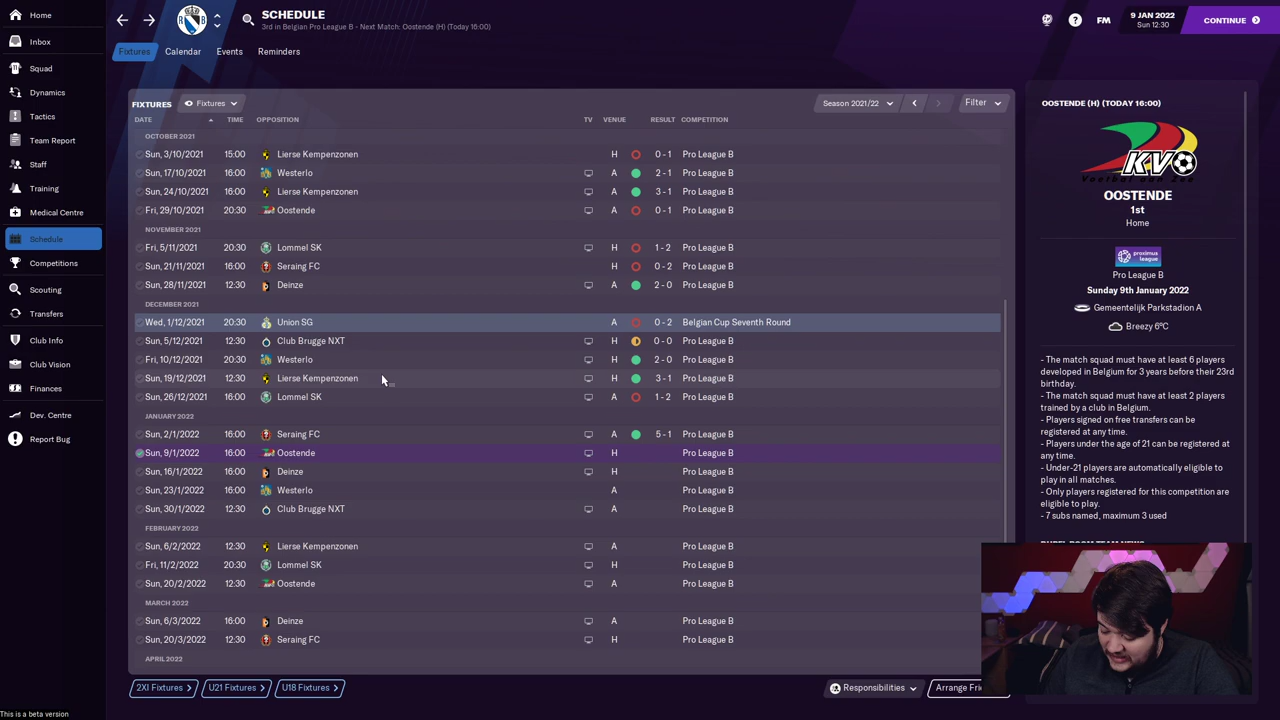 Home
SCHEDULE
3rd in Belgian Pro League B - Next Match: Oostende (H) (Today 16:00)
FM
9 JAN 2022
Sun 12:30
CONTINUE
Inbox
Squad
Dynamics
Tactics
Team Report
Staff
Training
Medical Centre
Schedule
Competitions
Scouting
Transfers
Club Info
Club Vision
Finances
Dev. Centre
Report Bug
This is a beta version
Fixtures Calendar Events Reminders
FIXTURES Fixtures Season 2021/22 Filter
DATE TIME OPPOSITION TV VENUE RESULT COMPETITION
OCTOBER 2021
Sun, 3/10/2021 15:00 Lierse Kempenzonen H 0 - 1 Pro League B
Sun, 17/10/2021 16:00 Westerlo A 2 - 1 Pro League B
Sun, 24/10/2021 16:00 Lierse Kempenzonen A 3 - 1 Pro League B
Fri, 29/10/2021 20:30 Oostende A 0 - 1 Pro League B
NOVEMBER 2021
Fri, 5/11/2021 20:30 Lommel SK H 1 - 2 Pro League B
Sun, 21/11/2021 16:00 Seraing FC H 0 - 2 Pro League B
Sun, 28/11/2021 12:30 Deinze A 2 - 0 Pro League B
DECEMBER 2021
Wed, 1/12/2021 20:30 Union SG A 0 - 2 Belgian Cup Seventh Round
Sun, 5/12/2021 12:30 Club Brugge NXT H 0 - 0 Pro League B
Fri, 10/12/2021 20:30 Westerlo H 2 - 0 Pro League B
Sun, 19/12/2021 12:30 Lierse Kempenzonen H 3 - 1 Pro League B
Sun, 26/12/2021 16:00 Lommel SK A 1 - 2 Pro League B
JANUARY 2022
Sun, 2/1/2022 16:00 Seraing FC A 5 - 1 Pro League B
Sun, 9/1/2022 16:00 Oostende H Pro League B
Sun, 16/1/2022 16:00 Deinze H Pro League B
Sun, 23/1/2022 16:00 Westerlo A Pro League B
Sun, 30/1/2022 12:30 Club Brugge NXT A Pro League B
FEBRUARY 2022
Sun, 6/2/2022 12:30 Lierse Kempenzonen A Pro League B
Fri, 11/2/2022 20:30 Lommel SK H Pro League B
Sun, 20/2/2022 12:30 Oostende A Pro League B
MARCH 2022
Sun, 6/3/2022 16:00 Deinze A Pro League B
Sun, 20/3/2022 12:30 Seraing FC H Pro League B
APRIL 2022
2XI Fixtures U21 Fixtures U18 Fixtures Responsibilities Arrange
OOSTENDE (H) (TODAY 16:00)
KVO
OOSTENDE
1st
Home
proximus
league
Pro League B
Sunday 9th January 2022
Gemeentelijk Parkstadion A
Breezy 6°C
- The match squad must have at least 6 players
developed in Belgium for 3 years before their 23rd
birthday.
- The match squad must have at least 2 players
trained by a club in Belgium.
- Players signed on free transfers can be
registered at any time.
- Players under the age of 21 can be registered at
any time.
- Under-21 players are automatically eligible to
play in all matches.
- Only players registered for this competition are
eligible to play.
- 7 subs named, maximum 3 used